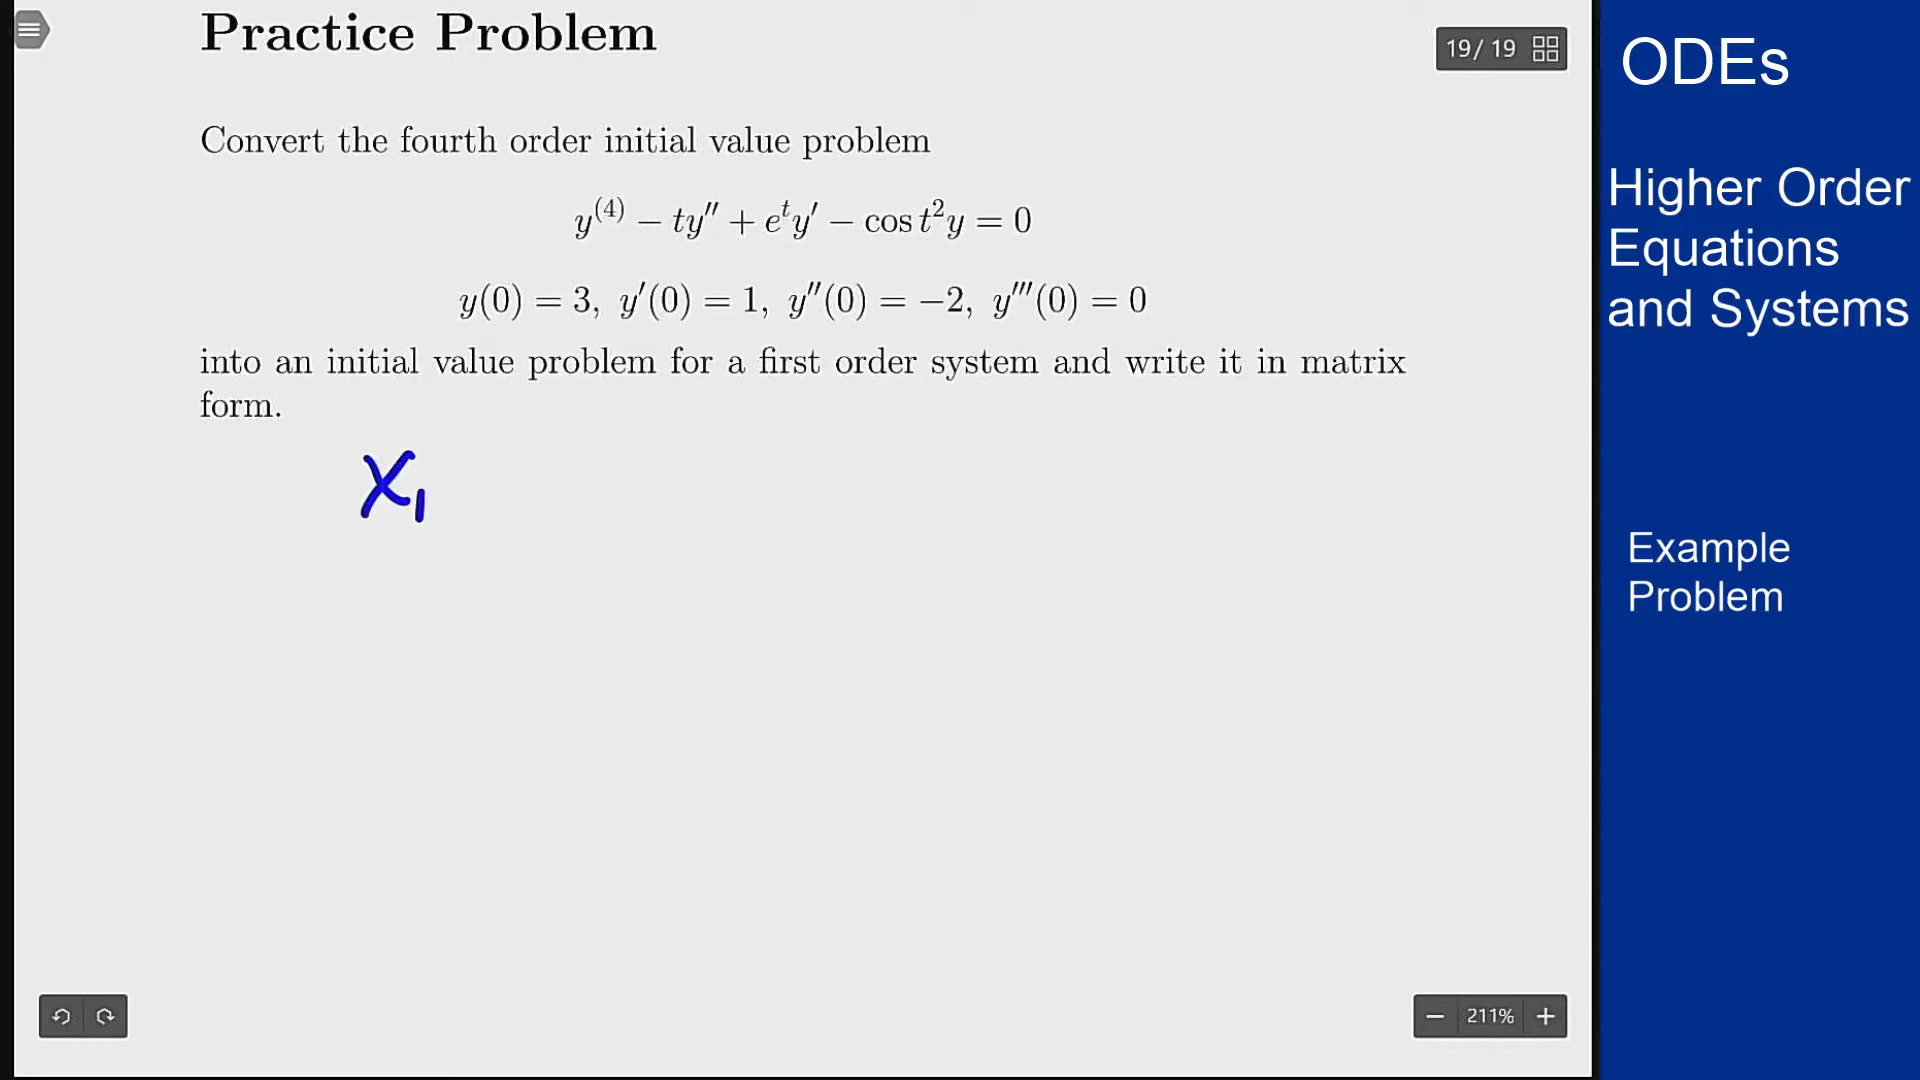 Practice Problem
19/ 19
Convert the fourth order initial value problem
y⁽⁴⁾ − ty″ + eᵗy′ − cos t²y = 0
y(0) = 3, y′(0) = 1, y″(0) = −2, y‴(0) = 0
into an initial value problem for a first order system and write it in matrix
form.
x₁
211%
ODEs
Higher Order
Equations
and Systems
Example
Problem